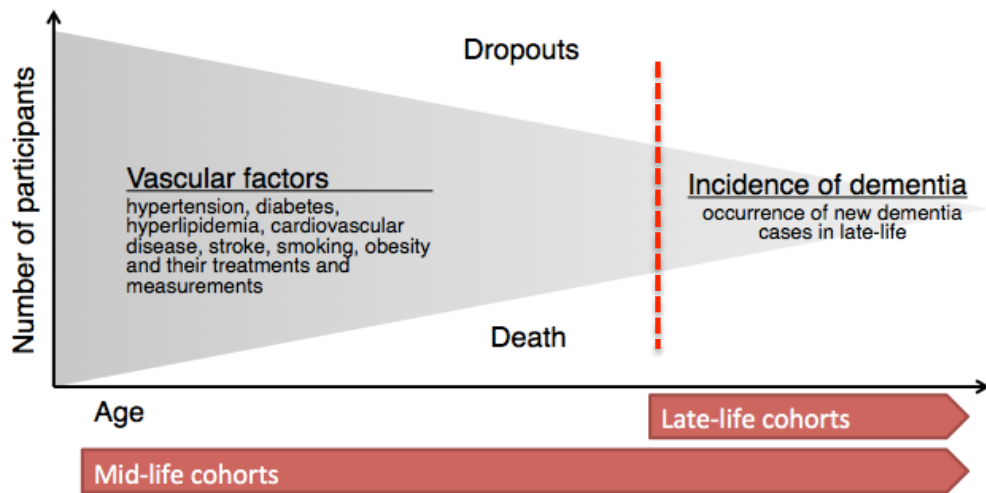 Number of participants
Dropouts
Vascular factors
hypertension, diabetes,
hyperlipidemia, cardiovascular
disease, stroke, smoking, obesity
and their treatments and
measurements
Incidence of dementia
occurrence of new dementia
cases in late-life
Death
Age
Late-life cohorts
Mid-life cohorts